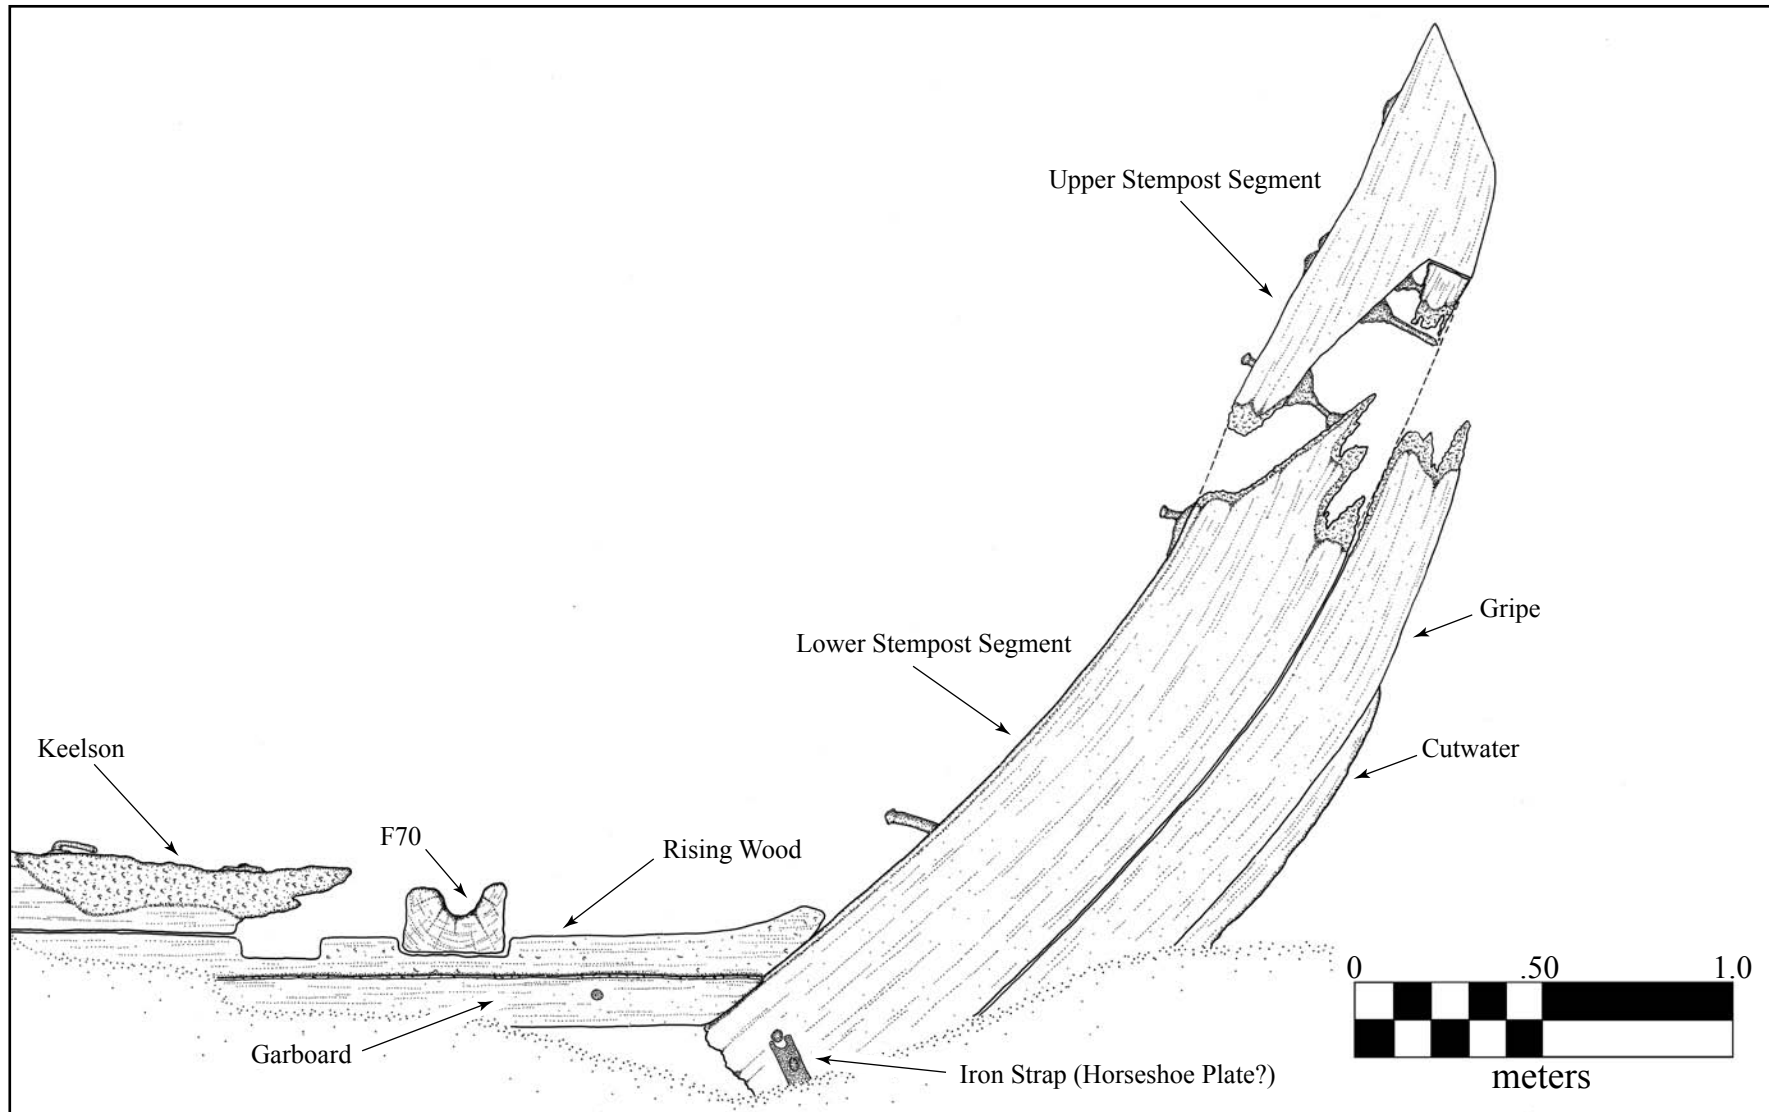 Upper Stempost Segment
Gripe
Lower Stempost Segment
Cutwater
Keelson
F70
Rising Wood
0 .50 1.0
Garboard
Iron Strap (Horseshoe Plate?)
meters